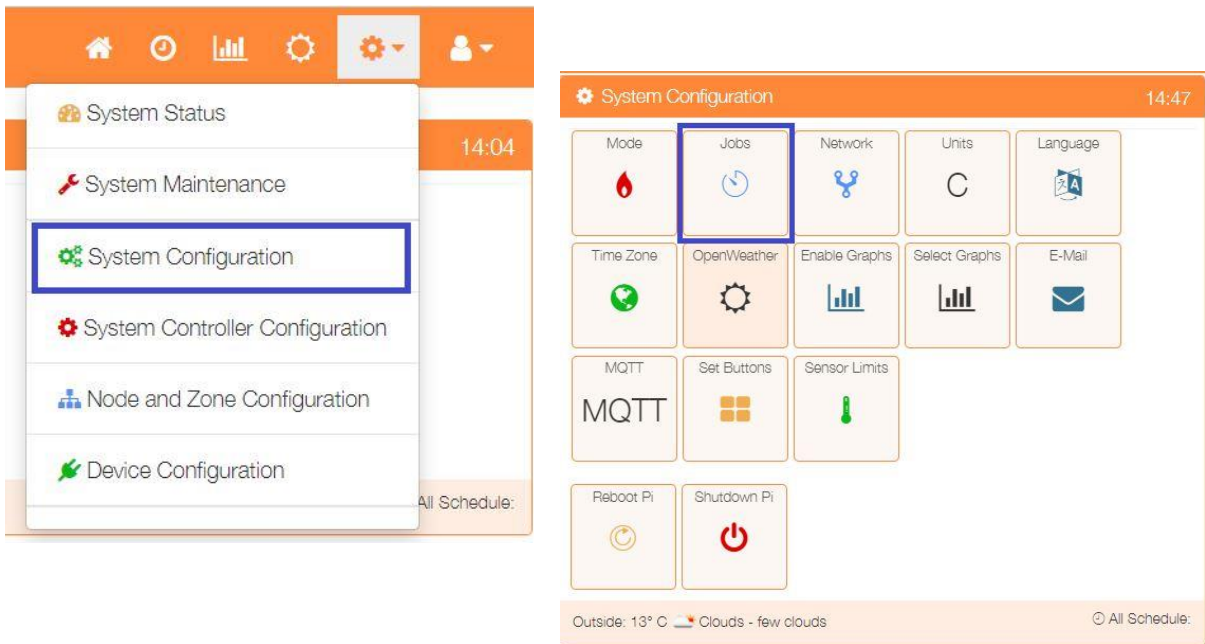 System Status
14:04
System Maintenance
System Configuration
System Controller Configuration
Node and Zone Configuration
Device Configuration
All Schedule:
System Configuration 14:47
Mode Jobs Network Units Language
C A
Time Zone OpenWeather Enable Graphs Select Graphs E-Mail
MQTT Set Buttons Sensor Limits
MQTT
Reboot Pi Shutdown Pi
Outside: 13° C Clouds - few clouds All Schedule: